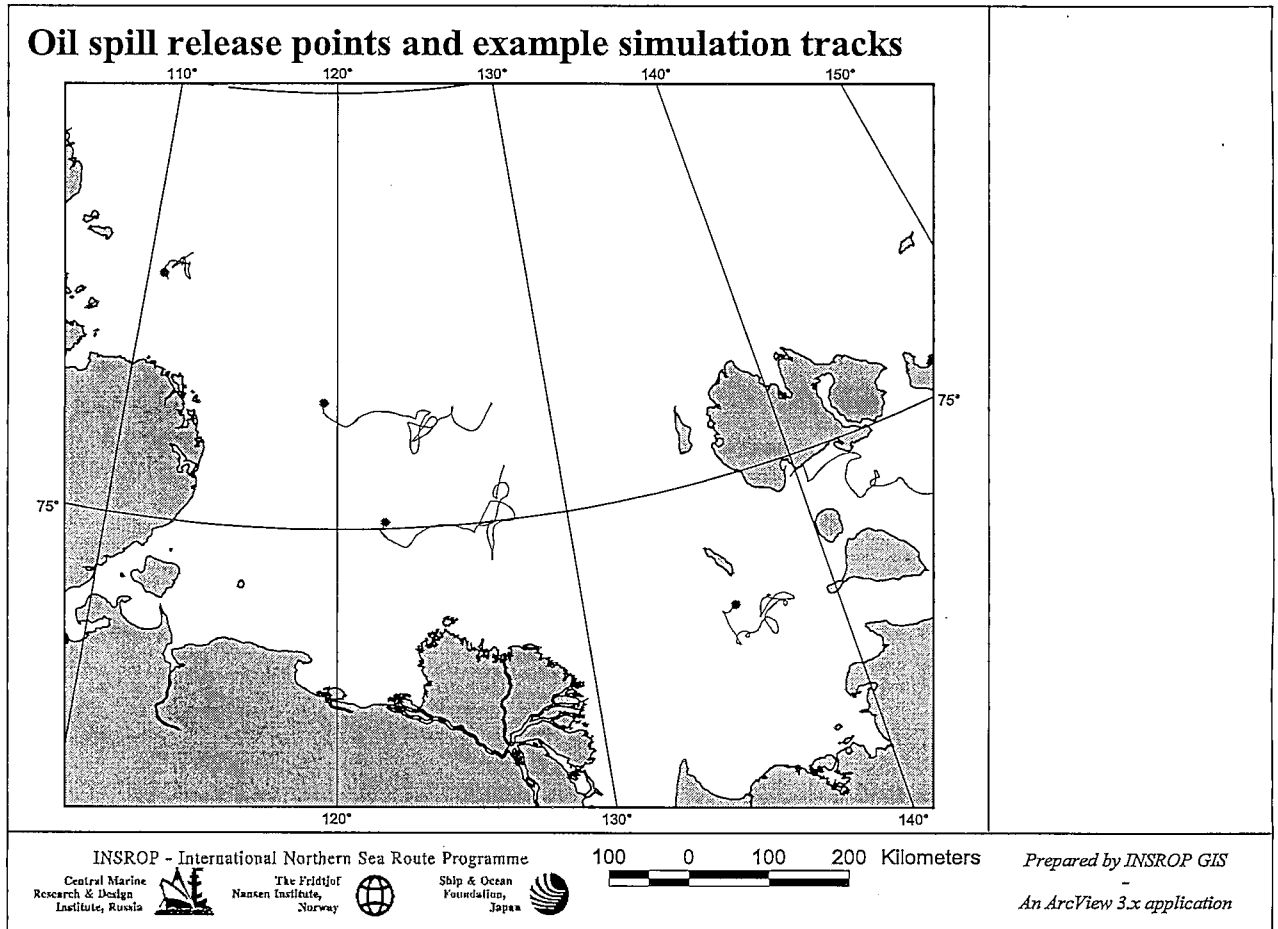 Oil spill release points and example simulation tracks
110° 120° 130° 140° 150°
75°
75°
120° 130° 140°
INSROP - International Northern Sea Route Programme
Central Marine
Research & Design
Institute, Russia
The Fridtjof
Nansen Institute,
Norway
Ship & Ocean
Foundation,
Japan
100 0 100 200 Kilometers
Prepared by INSROP GIS
–
An ArcView 3.x application